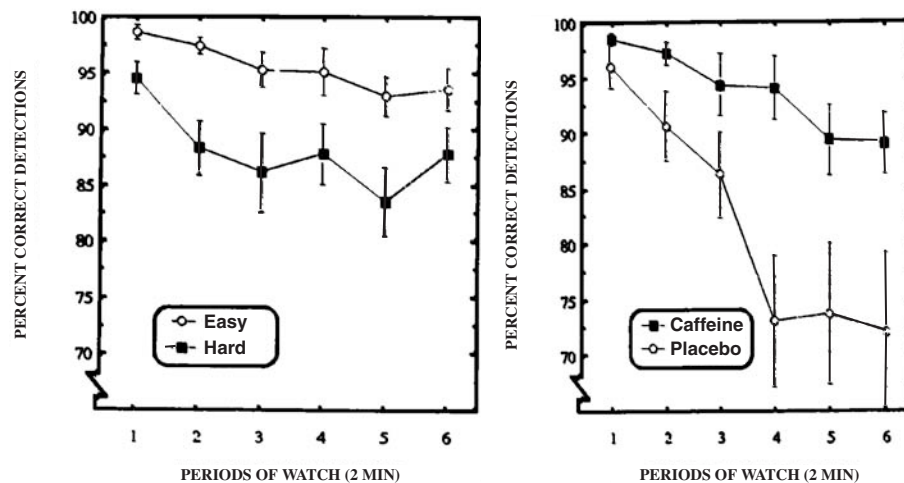 PERCENT CORRECT DETECTIONS
100
95
90
85
80
75
70
Easy
Hard
1 2 3 4 5 6
PERIODS OF WATCH (2 MIN)
PERCENT CORRECT DETECTIONS
100
95
90
85
80
75
70
Caffeine
Placebo
1 2 3 4 5 6
PERIODS OF WATCH (2 MIN)